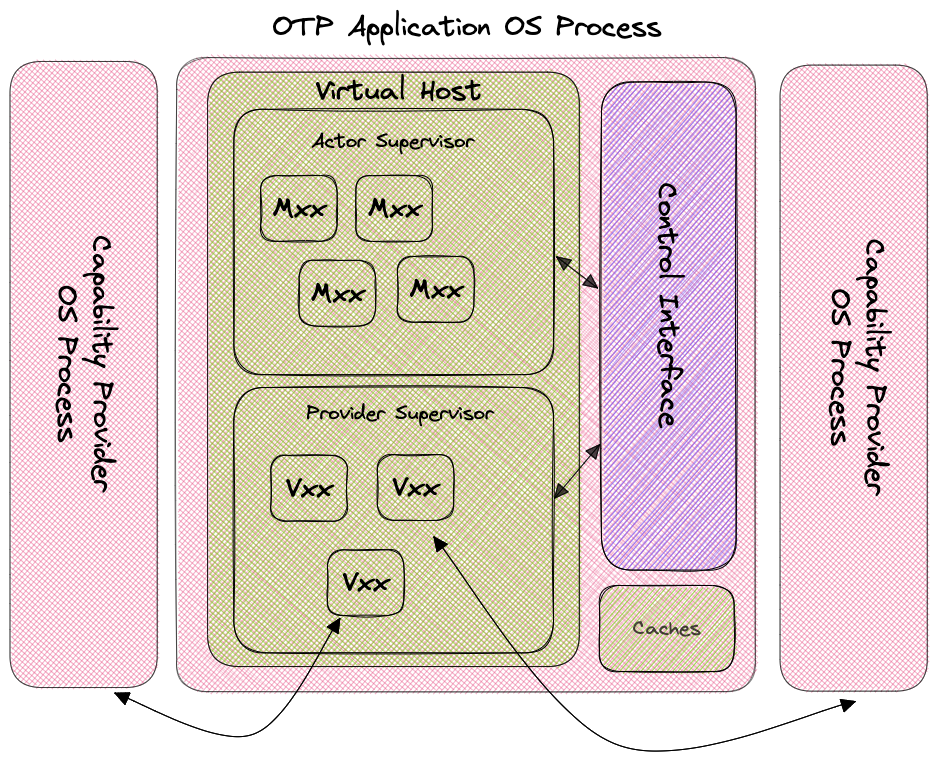 OTP Application OS Process
Virtual Host
Actor Supervisor
Mxx
Mxx
Mxx
Mxx
Provider Supervisor
Vxx
Vxx
Vxx
Control Interface
Caches
Capability Provider
OS Process
Capability Provider
OS Process